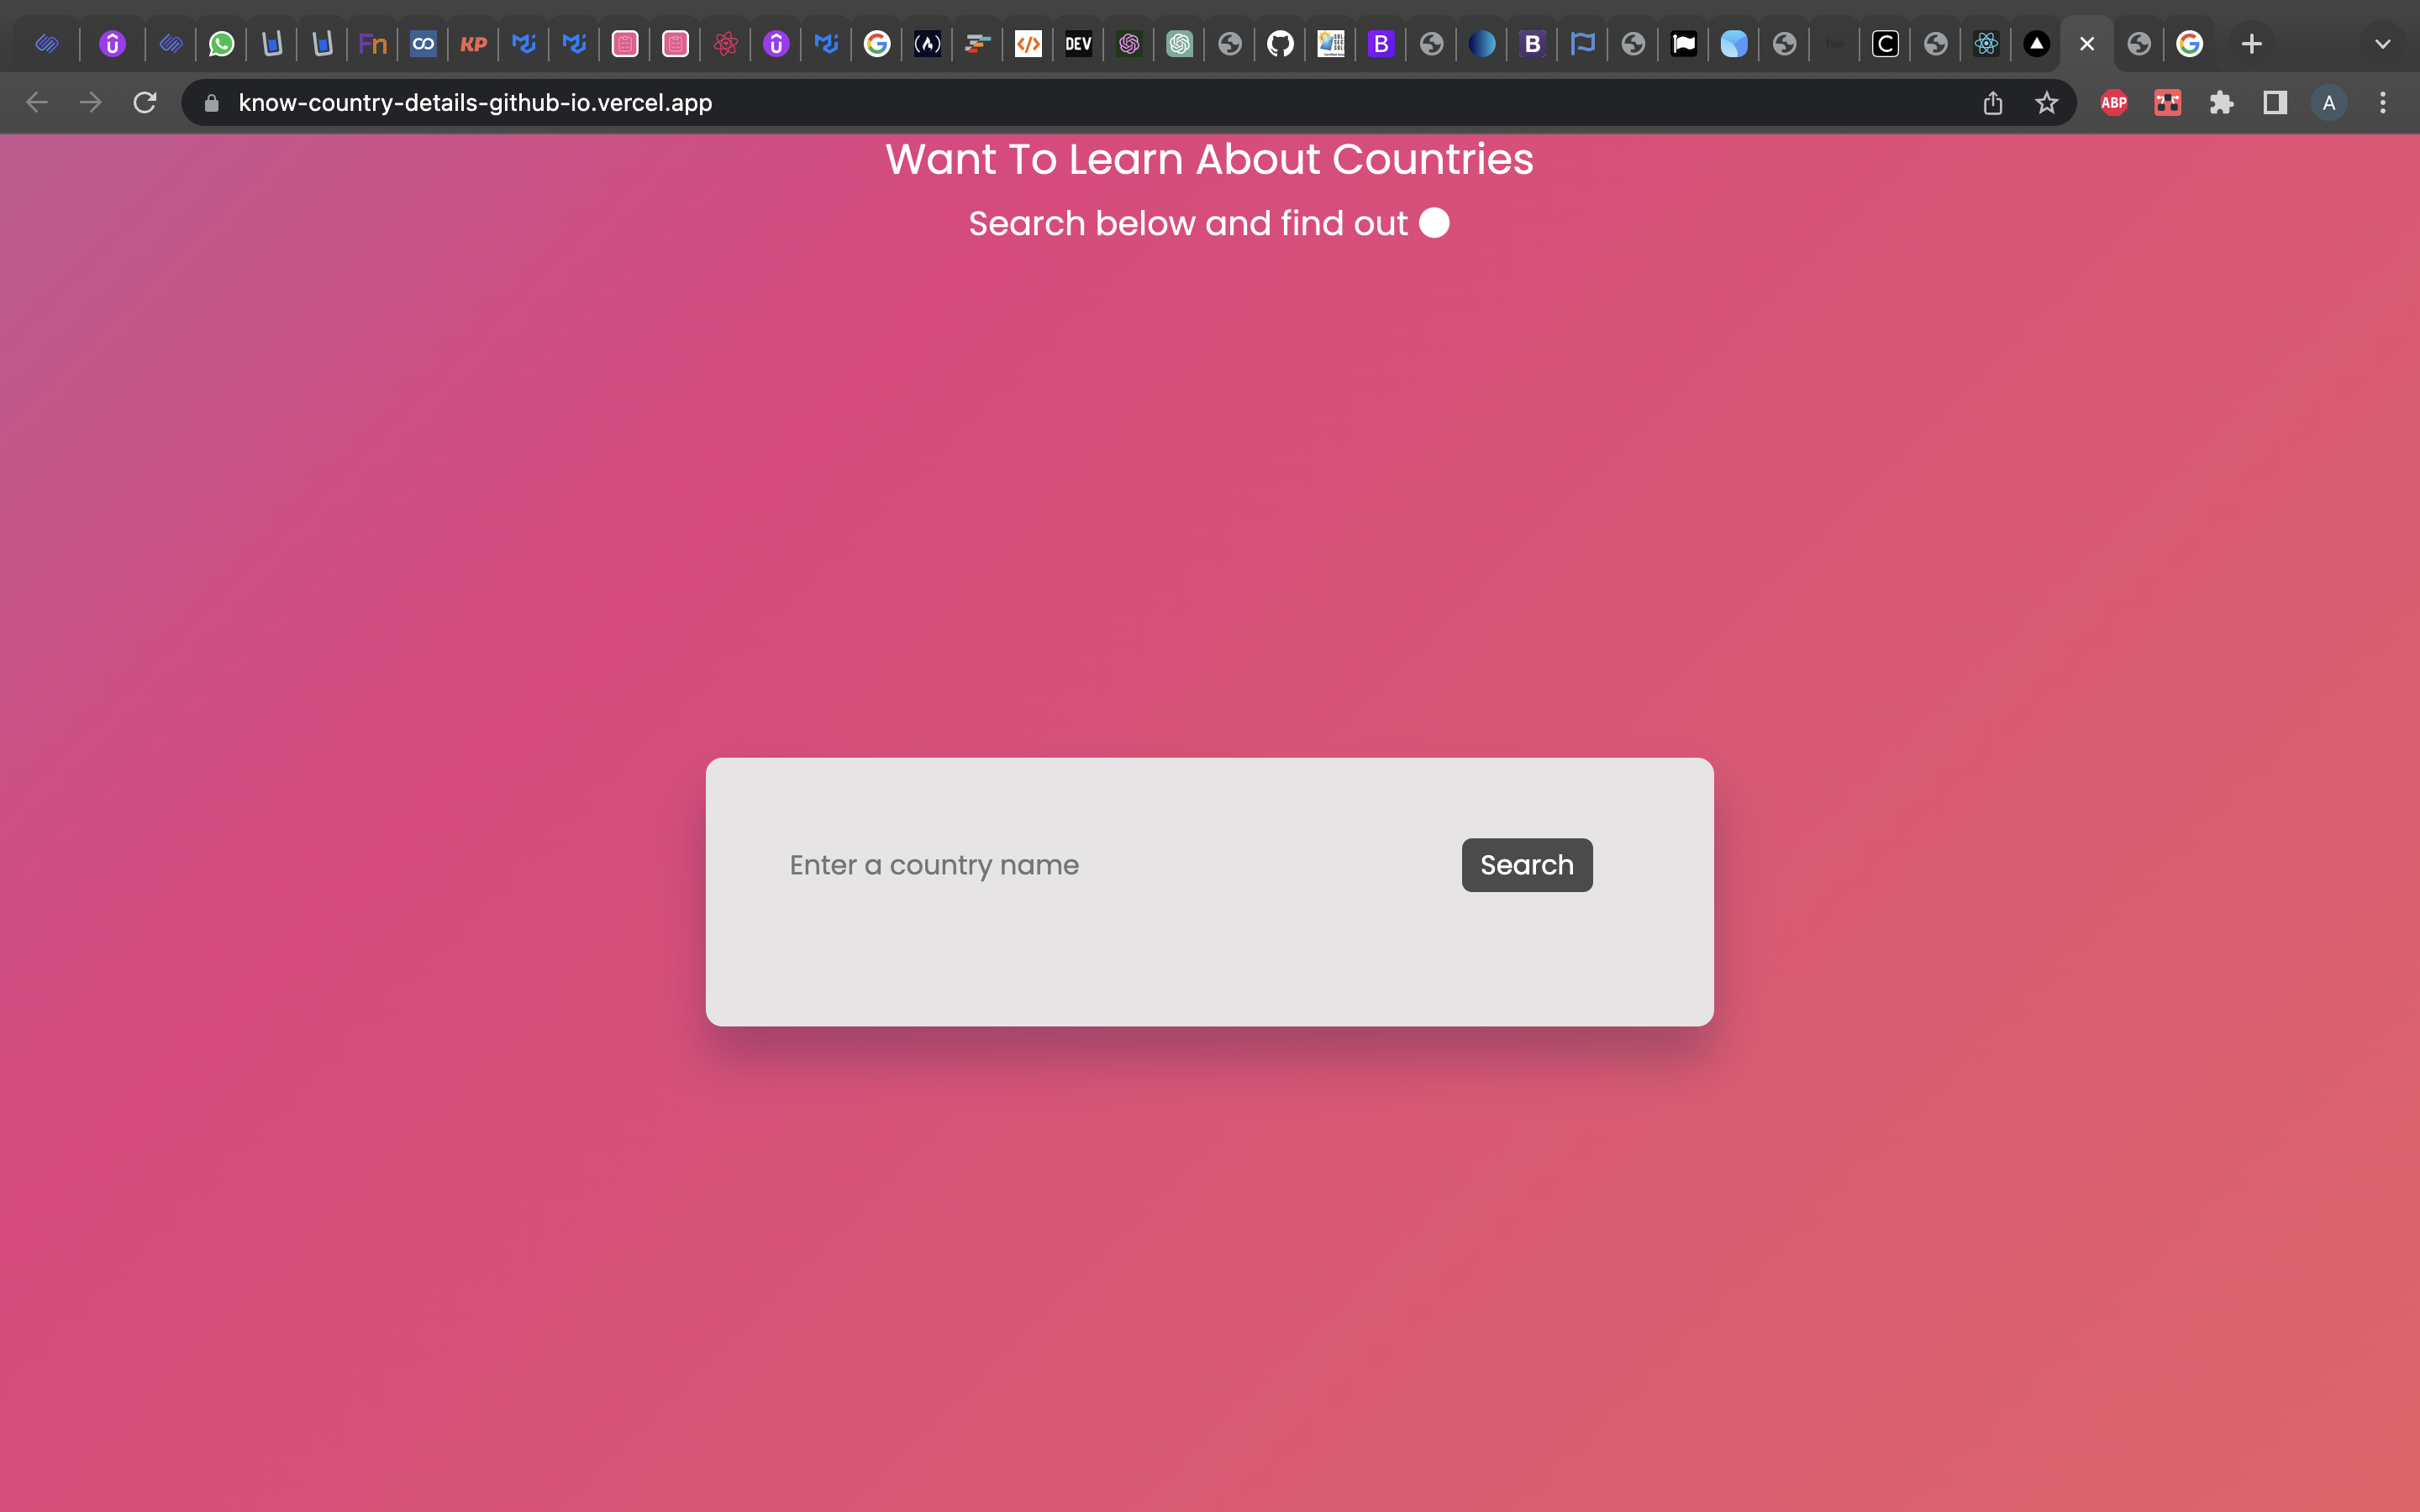 Fn
KP
DEV
B
B
C
know-country-details-github-io.vercel.app
ABP
A
Want To Learn About Countries
Search below and find out
Enter a country name
Search